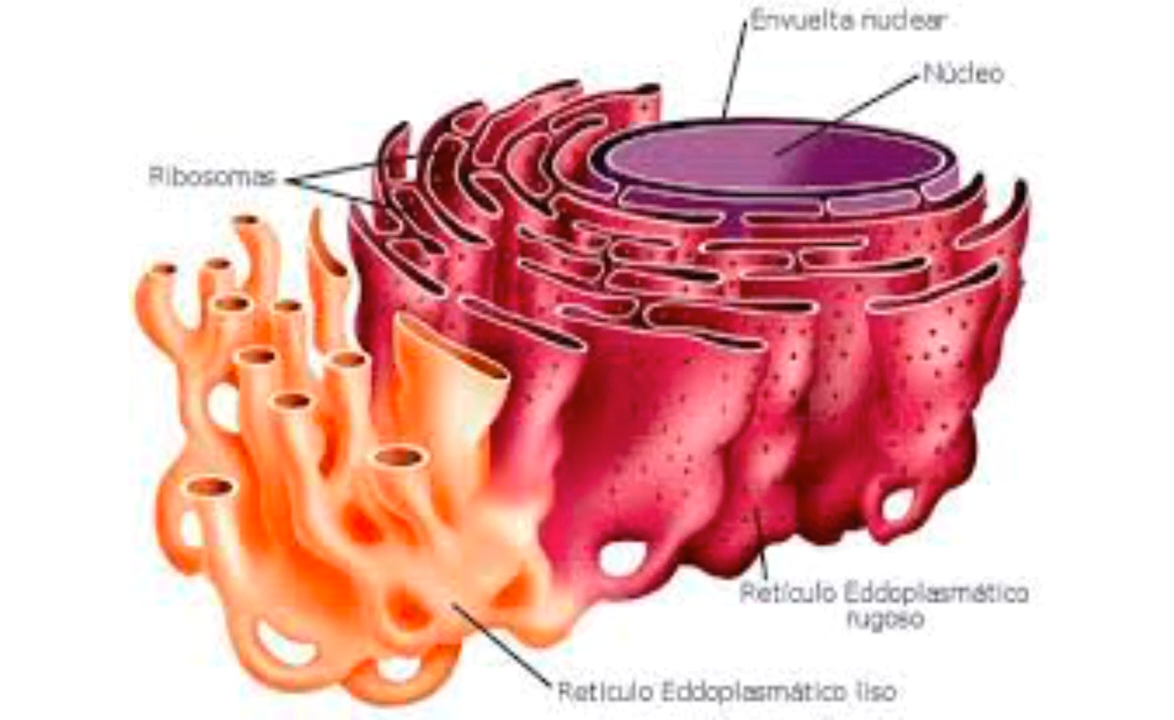 Envuelta nuclear
Núcleo
Ribosomas
Retículo Eddoplasmático
rugoso
Retículo Eddoplasmático liso